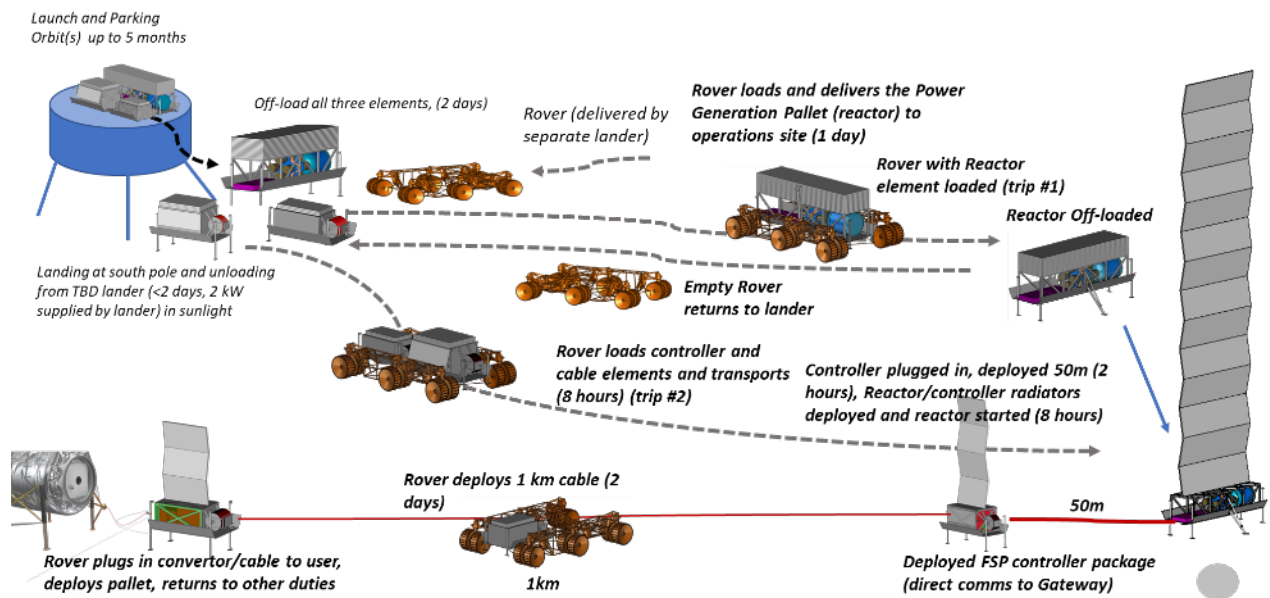 Launch and Parking
Orbit(s) up to 5 months
Off-load all three elements, (2 days)
Rover (delivered by
separate lander)
Rover loads and delivers the Power
Generation Pallet (reactor) to
operations site (1 day)
Rover with Reactor
element loaded (trip #1)
Reactor Off-loaded
Landing at south pole and unloading
from TBD lander (<2 days, 2 kW
supplied by lander) in sunlight
Empty Rover
returns to lander
Rover loads controller and
cable elements and transports
(8 hours) (trip #2)
Controller plugged in, deployed 50m (2
hours), Reactor/controller radiators
deployed and reactor started (8 hours)
Rover deploys 1 km cable (2
days)
50m
Rover plugs in convertor/cable to user,
deploys pallet, returns to other duties
1km
Deployed FSP controller package
(direct comms to Gateway)